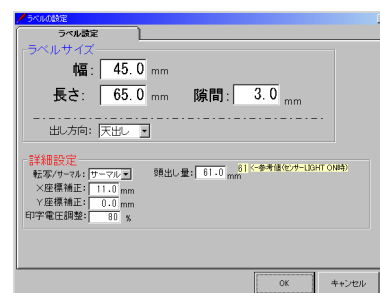 ラベルの設定
ラベル設定
ラベルサイズ
幅: 45.0 mm
長さ: 65.0 mm 隙間: 3.0 mm
出し方向: 天出し
詳細設定
転写/サーマル: サーマル 頭出し量: 61.0 mm 61 <-参考値(センサーLIGHT ON時)
X座標補正: 11.0 mm
Y座標補正: 0.0 mm
印字電圧調整: 80 %
OK キャンセル